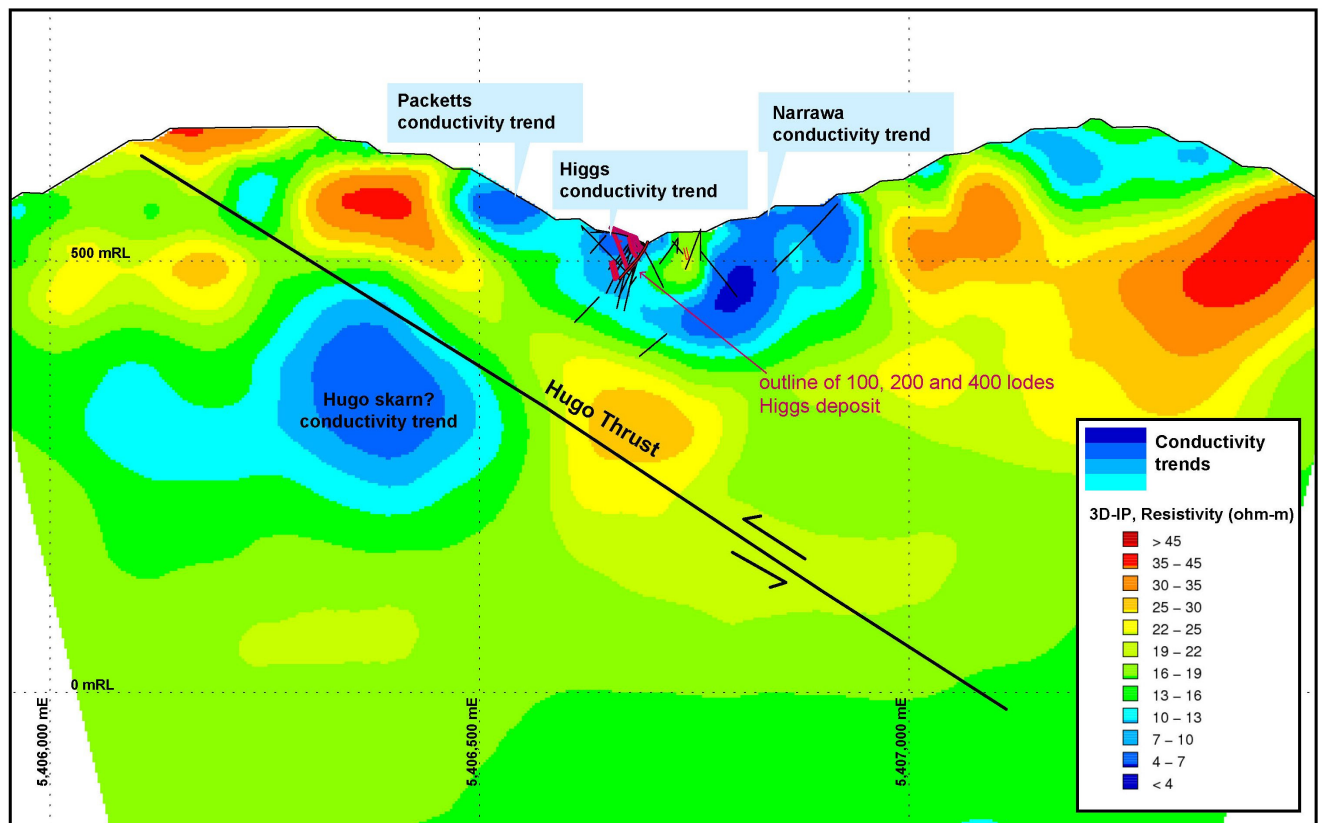 Packetts
conductivity trend
Higgs
conductivity trend
Narrawa
conductivity trend
500 mRL
Hugo skarn?
conductivity trend
Hugo Thrust
outline of 100, 200 and 400 lodes
Higgs deposit
0 mRL
5,406,000 mE
5,406,500 mE
5,407,000 mE
Conductivity
trends
3D-IP, Resistivity (ohm-m)
> 45
35 – 45
30 – 35
25 – 30
22 – 25
19 – 22
16 – 19
13 – 16
10 – 13
7 – 10
4 – 7
< 4